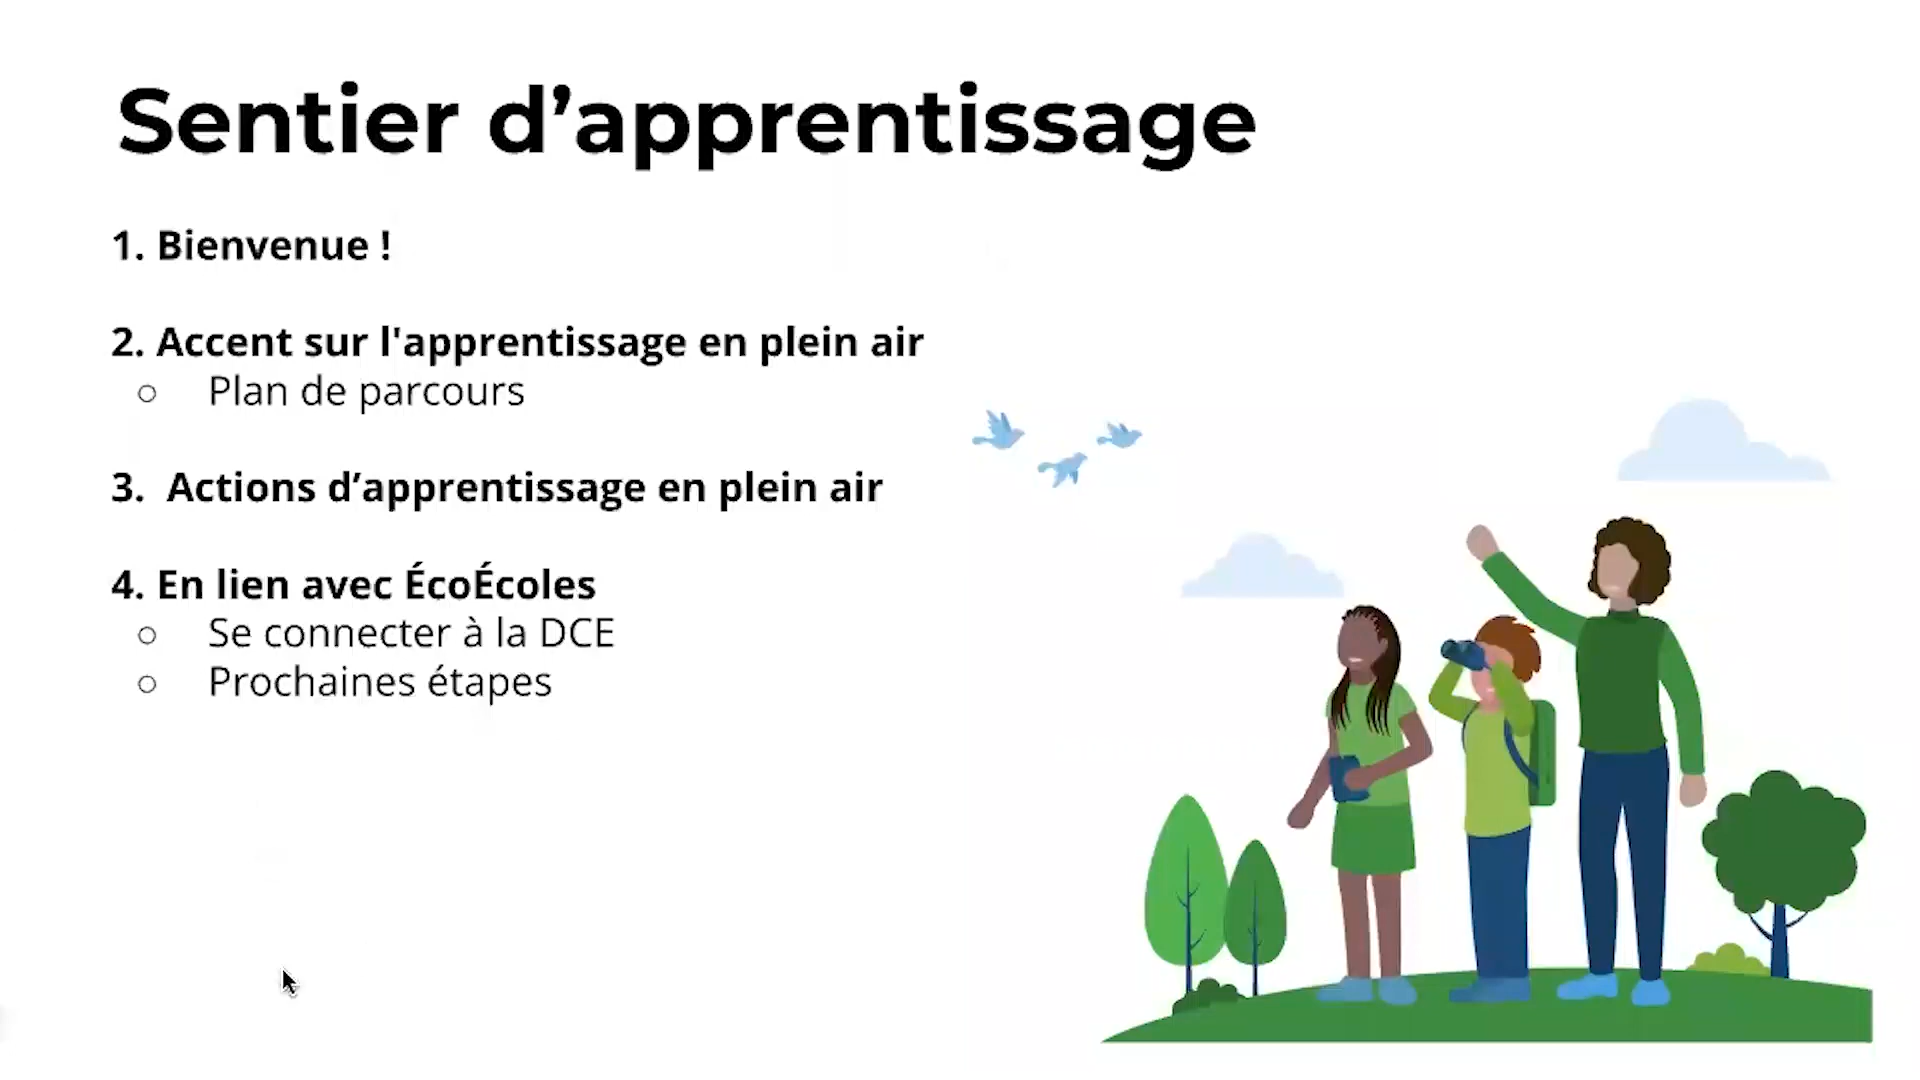 Sentier d’apprentissage
1. Bienvenue !
2. Accent sur l'apprentissage en plein air
○ Plan de parcours
3. Actions d’apprentissage en plein air
4. En lien avec ÉcoÉcoles
○ Se connecter à la DCE
○ Prochaines étapes